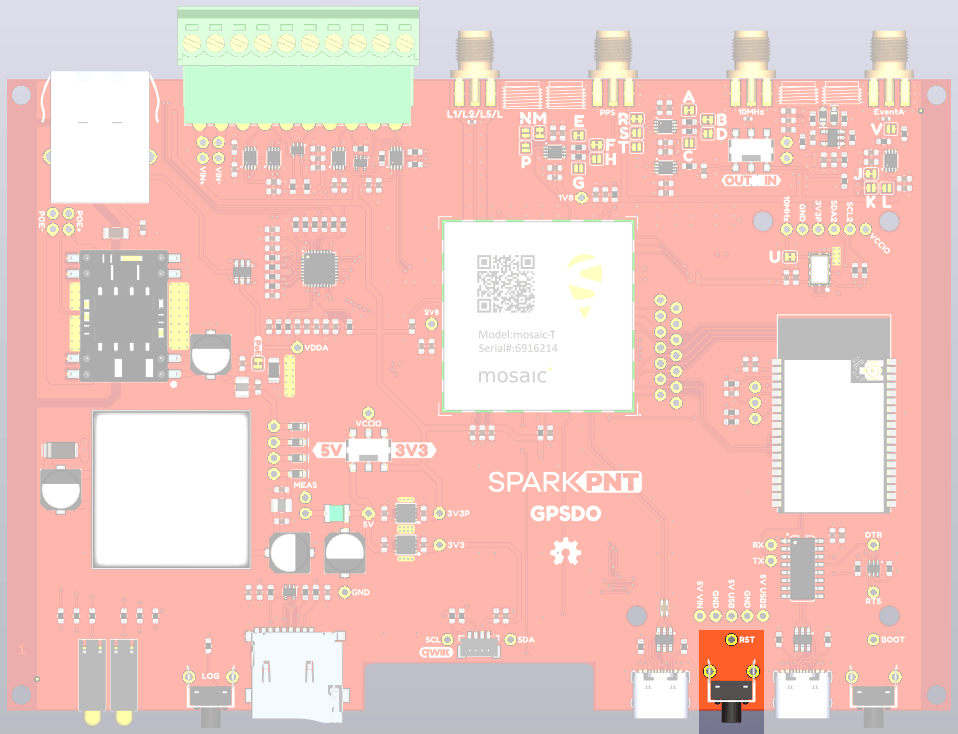 L1/L2/L5/L
PPS
10MHz
EventA
A
B
D
C
N M
P
E
F
H
G
R
S
T
V
J
K L
OUT IN
1V8
VIN+
VIN-
POE-
POE+
10MHz
GND
3V3P
SDA2
SCL2
VCCIO
U
2V8
Model:mosaic-T
Serial#:6916214
mosaic
VDDA
VCCIO
5V 3V3
MEAS
5V
3V3P
3V3
GND
SPARKPNT
GPSDO
RX
TX
DTR
RTS
5V VIN
GND
5V USB
GND
5V USB2
SCL
SDA
qwiic
RST
BOOT
LOG
1